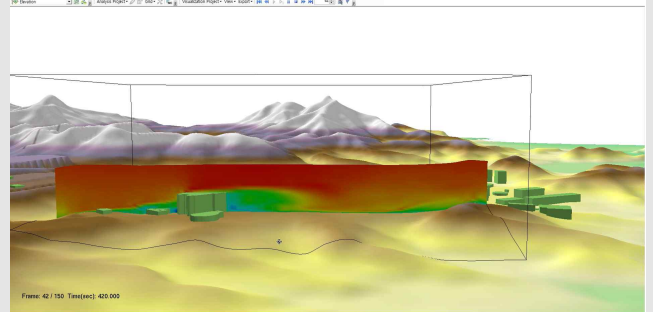 Elevation Analysis Project Grid Visualization Project View Export
Frame: 42 / 150 Time(sec): 420.000